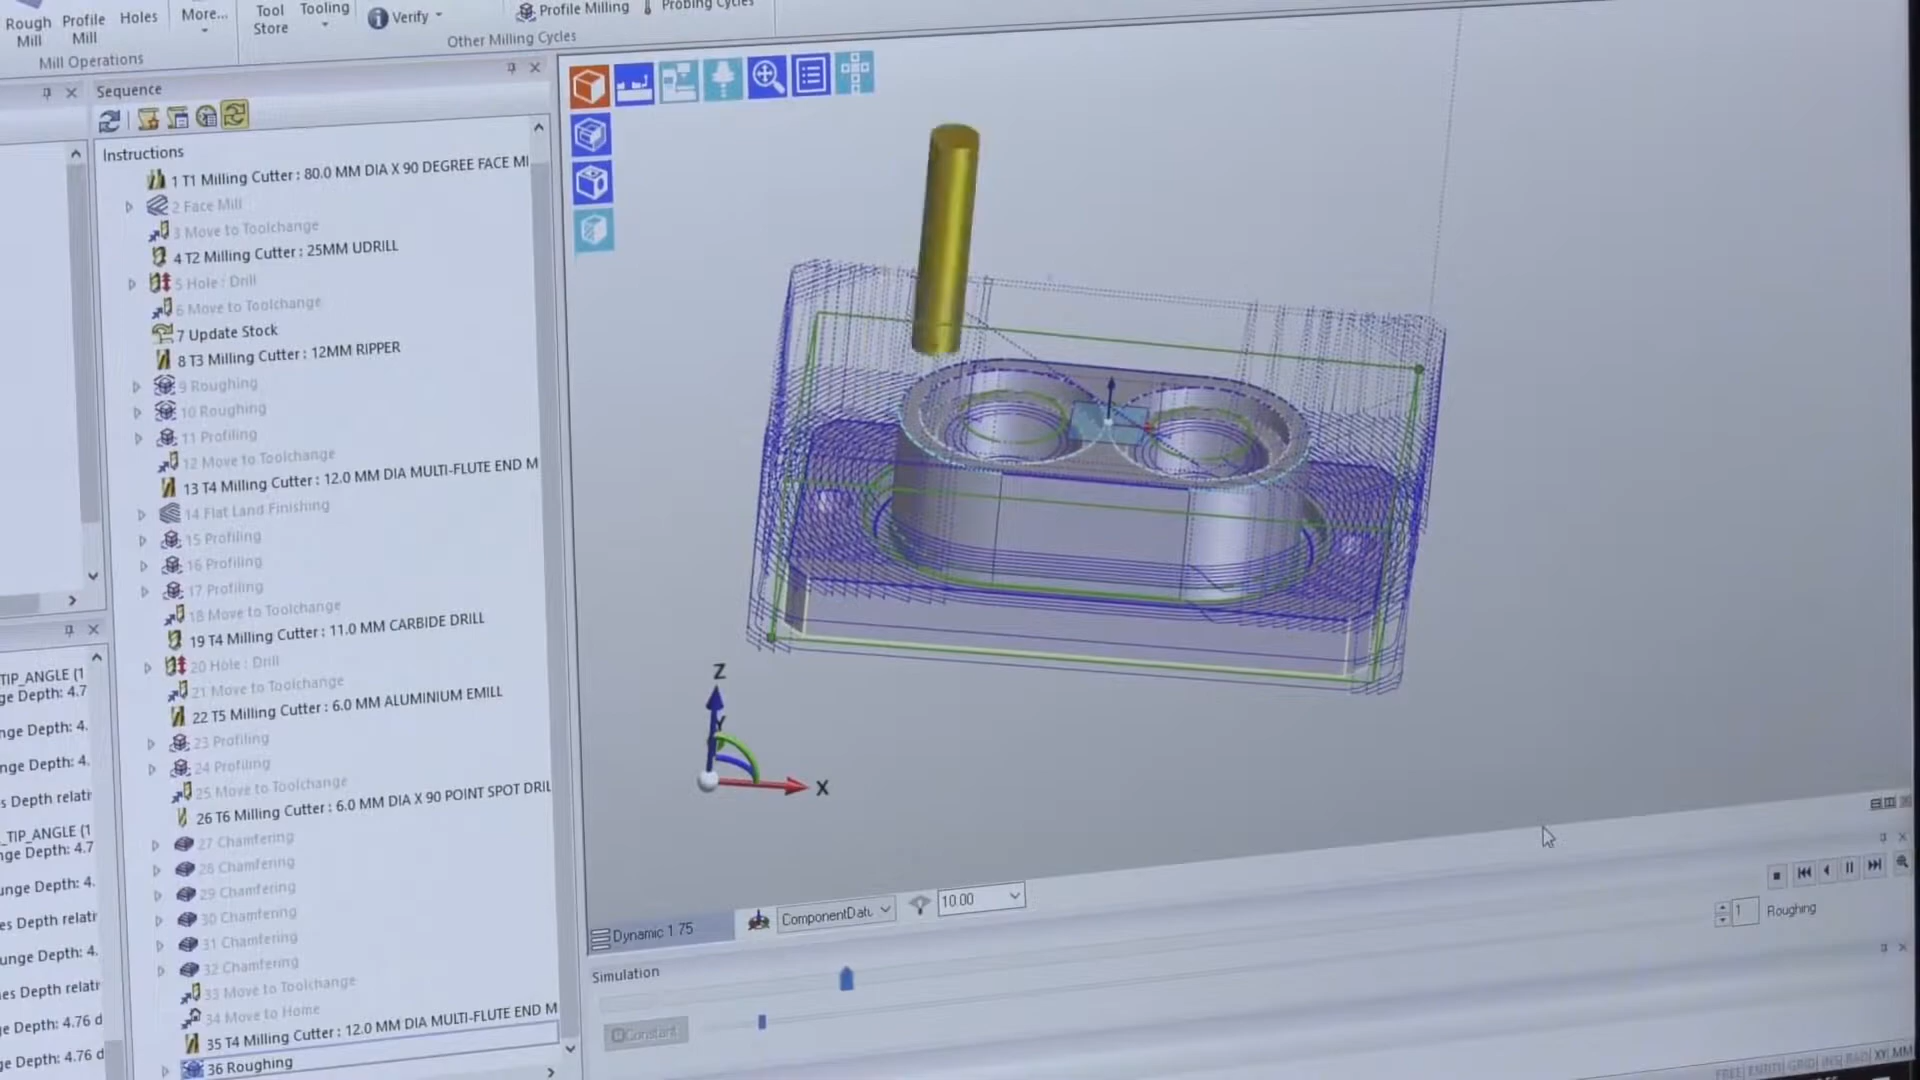 Rough Mill
Profile Mill
Holes
More...
Mill Operations
Tool Store
Tooling
Verify
Profile Milling
Probing Cycles
Other Milling Cycles
Sequence
Instructions
1 T1 Milling Cutter : 80.0 MM DIA X 90 DEGREE FACE MI
2 Face Mill
3 Move to Toolchange
4 T2 Milling Cutter : 25MM UDRILL
5 Hole : Drill
6 Move to Toolchange
7 Update Stock
8 T3 Milling Cutter : 12MM RIPPER
9 Roughing
10 Roughing
11 Profiling
12 Move to Toolchange
13 T4 Milling Cutter : 12.0 MM DIA MULTI-FLUTE END M
14 Flat Land Finishing
15 Profiling
16 Profiling
17 Profiling
18 Move to Toolchange
19 T4 Milling Cutter : 11.0 MM CARBIDE DRILL
20 Hole : Drill
21 Move to Toolchange
22 T5 Milling Cutter : 6.0 MM ALUMINIUM EMILL
23 Profiling
24 Profiling
25 Move to Toolchange
26 T6 Milling Cutter : 6.0 MM DIA X 90 POINT SPOT DRIL
27 Chamfering
28 Chamfering
29 Chamfering
30 Chamfering
31 Chamfering
32 Chamfering
33 Move to Toolchange
34 Move to Home
35 T4 Milling Cutter : 12.0 MM DIA MULTI-FLUTE END M
36 Roughing
TIP_ANGLE (1
ge Depth: 4.7
nge Depth: 4.
nge Depth: 4.
s Depth relati
_TIP_ANGLE (1
nge Depth: 4.7
unge Depth: 4.
es Depth relati
unge Depth: 4.
es Depth relatr
e Depth: 4.76 d
e Depth: 4.76 d
Z
Y
X
Dynamic 1.75
ComponentDatu
10.00
1
Roughing
Simulation
Constant
FREE ENTITY GRID INS RAD XY MM